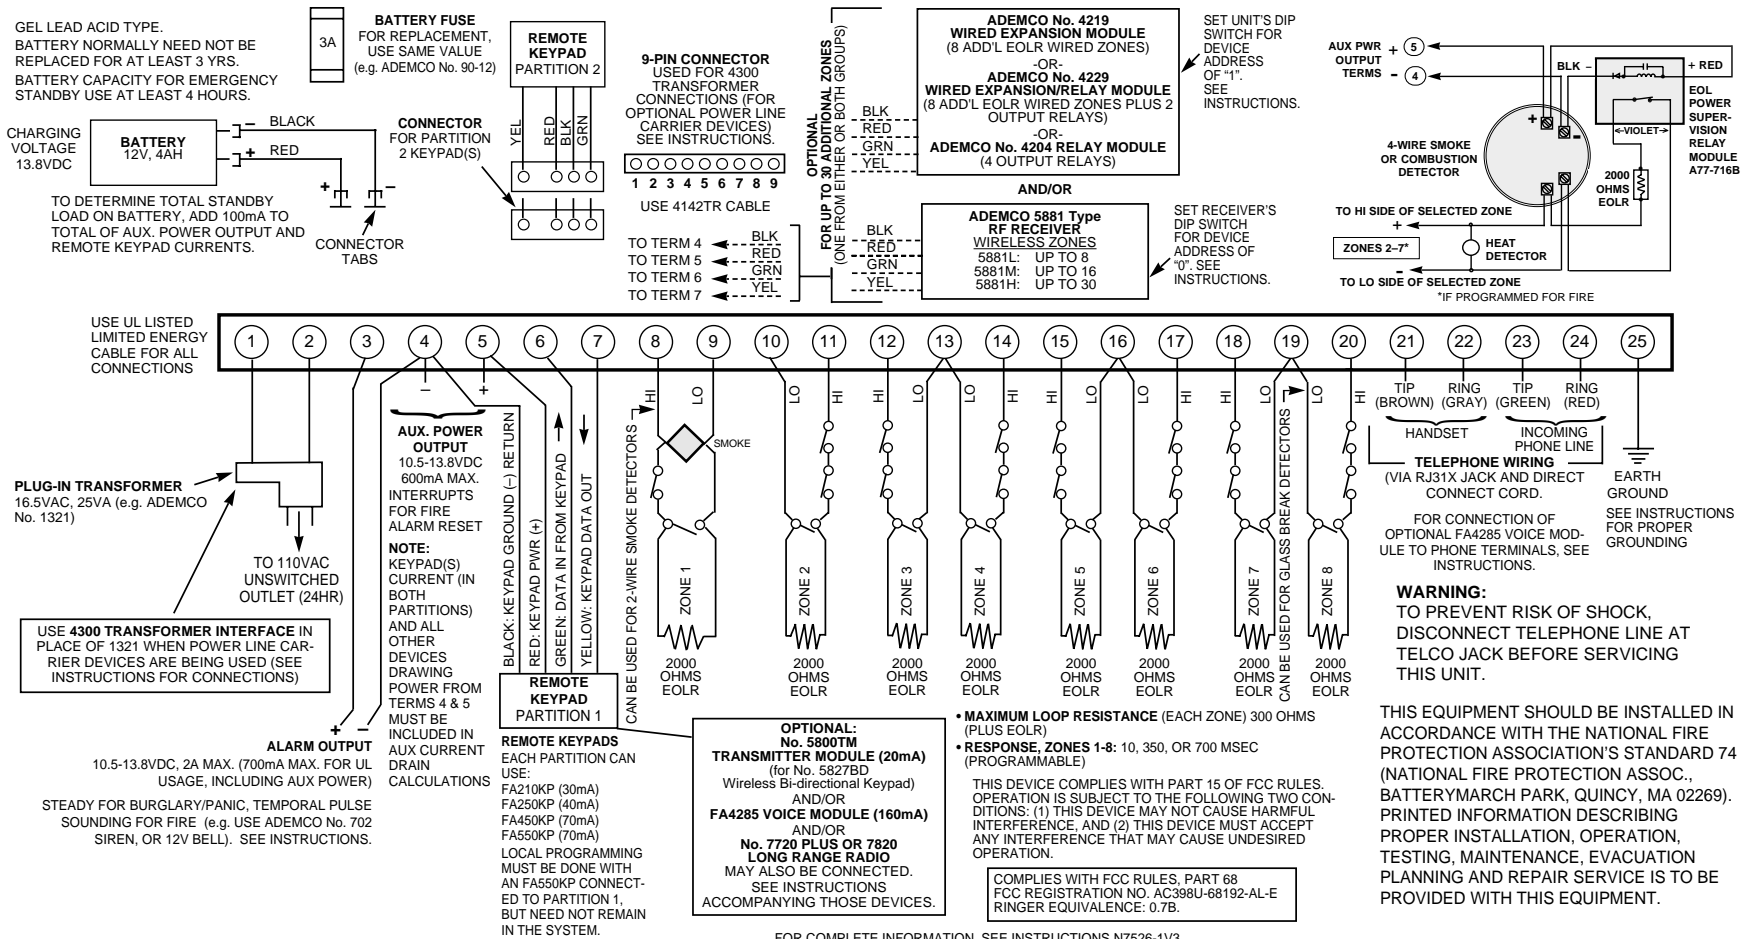 GEL LEAD ACID TYPE.
BATTERY NORMALLY NEED NOT BE
REPLACED FOR AT LEAST 3 YRS.
BATTERY CAPACITY FOR EMERGENCY
STANDBY USE AT LEAST 4 HOURS.
3A
BATTERY FUSE
FOR REPLACEMENT,
USE SAME VALUE
(e.g. ADEMCO No. 90-12)
CHARGING
VOLTAGE
13.8VDC
BATTERY
12V, 4AH
–
BLACK
+
RED
+
–
CONNECTOR
TABS
TO DETERMINE TOTAL STANDBY
LOAD ON BATTERY, ADD 100mA TO
TOTAL OF AUX. POWER OUTPUT AND
REMOTE KEYPAD CURRENTS.
REMOTE
KEYPAD
PARTITION 2
YEL
RED
BLK
GRN
CONNECTOR
FOR PARTITION
2 KEYPAD(S)
9-PIN CONNECTOR
USED FOR 4300
TRANSFORMER
CONNECTIONS (FOR
OPTIONAL POWER LINE
CARRIER DEVICES)
SEE INSTRUCTIONS.
1 2 3 4 5 6 7 8 9
USE 4142TR CABLE
TO TERM 4
BLK
TO TERM 5
RED
TO TERM 6
GRN
TO TERM 7
YEL
OPTIONAL
FOR UP TO 30 ADDITIONAL ZONES
(ONE FROM EITHER OR BOTH GROUPS)
BLK
RED
GRN
YEL
ADEMCO No. 4219
WIRED EXPANSION MODULE
(8 ADD'L EOLR WIRED ZONES)
-OR-
ADEMCO No. 4229
WIRED EXPANSION/RELAY MODULE
(8 ADD'L EOLR WIRED ZONES PLUS 2
OUTPUT RELAYS)
-OR-
ADEMCO No. 4204 RELAY MODULE
(4 OUTPUT RELAYS)
SET UNIT'S DIP
SWITCH FOR
DEVICE
ADDRESS
OF “1”.
SEE
INSTRUCTIONS.
AND/OR
BLK
RED
GRN
YEL
ADEMCO 5881 Type
RF RECEIVER
WIRELESS ZONES
5881L: UP TO 8
5881M: UP TO 16
5881H: UP TO 30
SET RECEIVER'S
DIP SWITCH
FOR DEVICE
ADDRESS OF
“0”. SEE
INSTRUCTIONS.
AUX PWR + 5
OUTPUT
TERMS - 4
BLK –
+ RED
EOL
POWER
SUPER-
VISION
RELAY
MODULE
A77-716B
VIOLET
+
-
4-WIRE SMOKE
OR COMBUSTION
DETECTOR
2000
OHMS
EOLR
TO HI SIDE OF SELECTED ZONE
+
ZONES 2–7*
HEAT
DETECTOR
-
TO LO SIDE OF SELECTED ZONE
*IF PROGRAMMED FOR FIRE
USE UL LISTED
LIMITED ENERGY
CABLE FOR ALL
CONNECTIONS
1 2 3 4 5 6 7 8 9 10 11 12 13 14 15 16 17 18 19 20 21 22 23 24 25
– +
AUX. POWER
OUTPUT
10.5-13.8VDC
600mA MAX.
INTERRUPTS
FOR FIRE
ALARM RESET
NOTE:
KEYPAD(S)
CURRENT (IN
BOTH
PARTITIONS)
AND ALL
OTHER
DEVICES
DRAWING
POWER FROM
TERMS 4 & 5
MUST BE
INCLUDED IN
AUX CURRENT
DRAIN
CALCULATIONS
PLUG-IN TRANSFORMER
16.5VAC, 25VA (e.g. ADEMCO
No. 1321)
TO 110VAC
UNSWITCHED
OUTLET (24HR)
USE 4300 TRANSFORMER INTERFACE IN
PLACE OF 1321 WHEN POWER LINE CAR-
RIER DEVICES ARE BEING USED (SEE
INSTRUCTIONS FOR CONNECTIONS)
+ –
ALARM OUTPUT
10.5-13.8VDC, 2A MAX. (700mA MAX. FOR UL
USAGE, INCLUDING AUX POWER)
STEADY FOR BURGLARY/PANIC, TEMPORAL PULSE
SOUNDING FOR FIRE (e.g. USE ADEMCO No. 702
SIREN, OR 12V BELL). SEE INSTRUCTIONS.
BLACK: KEYPAD GROUND (–) RETURN
RED: KEYPAD PWR (+)
GREEN: DATA IN FROM KEYPAD
YELLOW: KEYPAD DATA OUT
REMOTE
KEYPAD
PARTITION 1
REMOTE KEYPADS
EACH PARTITION CAN
USE:
FA210KP (30mA)
FA250KP (40mA)
FA450KP (70mA)
FA550KP (70mA)
LOCAL PROGRAMMING
MUST BE DONE WITH
AN FA550KP CONNECT-
ED TO PARTITION 1,
BUT NEED NOT REMAIN
IN THE SYSTEM.
CAN BE USED FOR 2-WIRE SMOKE DETECTORS
HI
LO
SMOKE
ZONE 1
2000
OHMS
EOLR
LO
HI
ZONE 2
2000
OHMS
EOLR
HI
LO
ZONE 3
2000
OHMS
EOLR
HI
ZONE 4
2000
OHMS
EOLR
HI
LO
ZONE 5
2000
OHMS
EOLR
HI
ZONE 6
2000
OHMS
EOLR
HI
LO
ZONE 7
2000
OHMS
EOLR
CAN BE USED FOR GLASS BREAK DETECTORS
LO
HI
ZONE 8
2000
OHMS
EOLR
TIP
(BROWN)
RING
(GRAY)
TIP
(GREEN)
RING
(RED)
HANDSET
INCOMING
PHONE LINE
TELEPHONE WIRING
(VIA RJ31X JACK AND DIRECT
CONNECT CORD.
FOR CONNECTION OF
OPTIONAL FA4285 VOICE MOD-
ULE TO PHONE TERMINALS, SEE
INSTRUCTIONS.
EARTH
GROUND
SEE INSTRUCTIONS
FOR PROPER
GROUNDING
OPTIONAL:
No. 5800TM
TRANSMITTER MODULE (20mA)
(for No. 5827BD
Wireless Bi-directional Keypad)
AND/OR
FA4285 VOICE MODULE (160mA)
AND/OR
No. 7720 PLUS OR 7820
LONG RANGE RADIO
MAY ALSO BE CONNECTED.
SEE INSTRUCTIONS
ACCOMPANYING THOSE DEVICES.
• MAXIMUM LOOP RESISTANCE (EACH ZONE) 300 OHMS
(PLUS EOLR)
• RESPONSE, ZONES 1-8: 10, 350, OR 700 MSEC
(PROGRAMMABLE)
THIS DEVICE COMPLIES WITH PART 15 OF FCC RULES.
OPERATION IS SUBJECT TO THE FOLLOWING TWO CON-
DITIONS: (1) THIS DEVICE MAY NOT CAUSE HARMFUL
INTERFERENCE, AND (2) THIS DEVICE MUST ACCEPT
ANY INTERFERENCE THAT MAY CAUSE UNDESIRED
OPERATION.
COMPLIES WITH FCC RULES, PART 68
FCC REGISTRATION NO. AC398U-68192-AL-E
RINGER EQUIVALENCE: 0.7B.
WARNING:
TO PREVENT RISK OF SHOCK,
DISCONNECT TELEPHONE LINE AT
TELCO JACK BEFORE SERVICING
THIS UNIT.
THIS EQUIPMENT SHOULD BE INSTALLED IN
ACCORDANCE WITH THE NATIONAL FIRE
PROTECTION ASSOCIATION'S STANDARD 74
(NATIONAL FIRE PROTECTION ASSOC.,
BATTERYMARCH PARK, QUINCY, MA 02269).
PRINTED INFORMATION DESCRIBING
PROPER INSTALLATION, OPERATION,
TESTING, MAINTENANCE, EVACUATION
PLANNING AND REPAIR SERVICE IS TO BE
PROVIDED WITH THIS EQUIPMENT.
FOR COMPLETE INFORMATION, SEE INSTRUCTIONS N7526-1V3